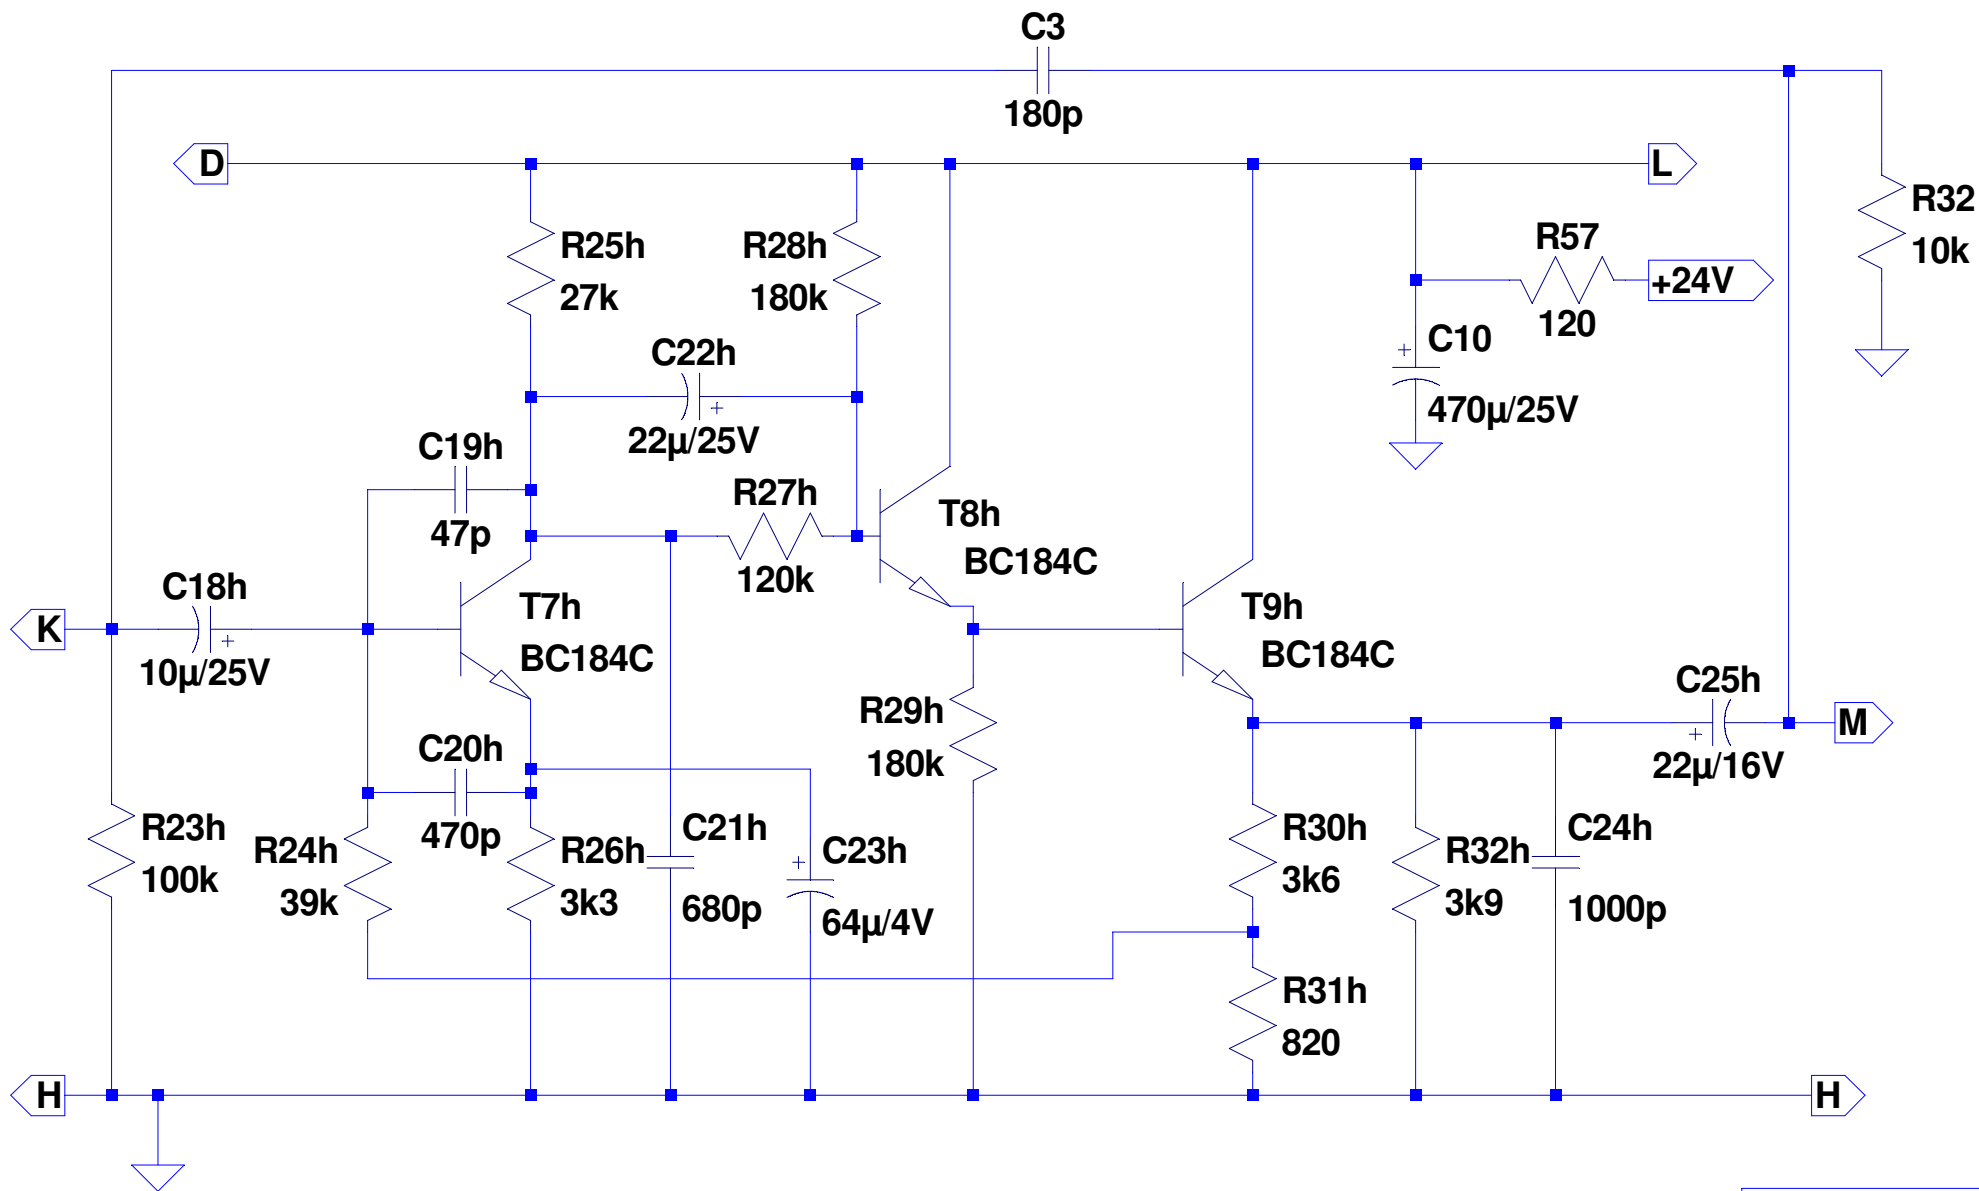 C3
180p
D
L
R25h
27k
R28h
180k
R57
120
+24V
R32
10k
C22h
22µ/25V
C10
470µ/25V
C19h
47p
R27h
120k
T8h
BC184C
C18h
10µ/25V
K
T7h
BC184C
T9h
BC184C
R29h
180k
C25h
22µ/16V
M
C20h
470p
R23h
100k
R24h
39k
R26h
3k3
C21h
680p
C23h
64µ/4V
R30h
3k6
R32h
3k9
C24h
1000p
R31h
820
H
H